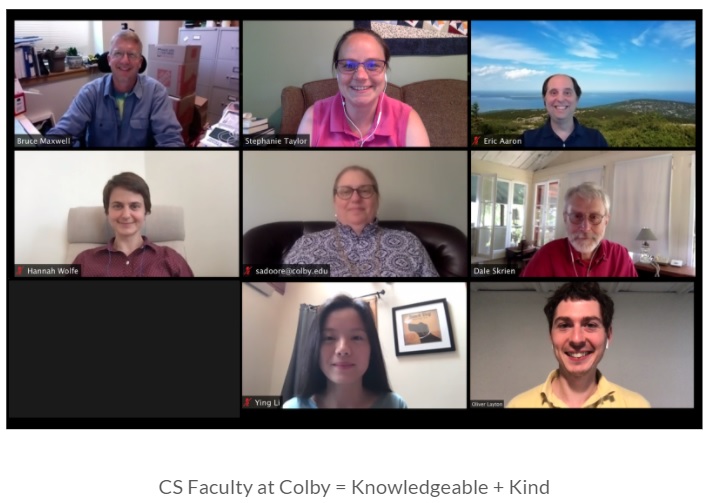 Bruce Maxwell
Stephanie Taylor
Eric Aaron
Hannah Wolfe
sadoore@colby.edu
Dale Skrien
Ying Li
Oliver Layton
CS Faculty at Colby = Knowledgeable + Kind